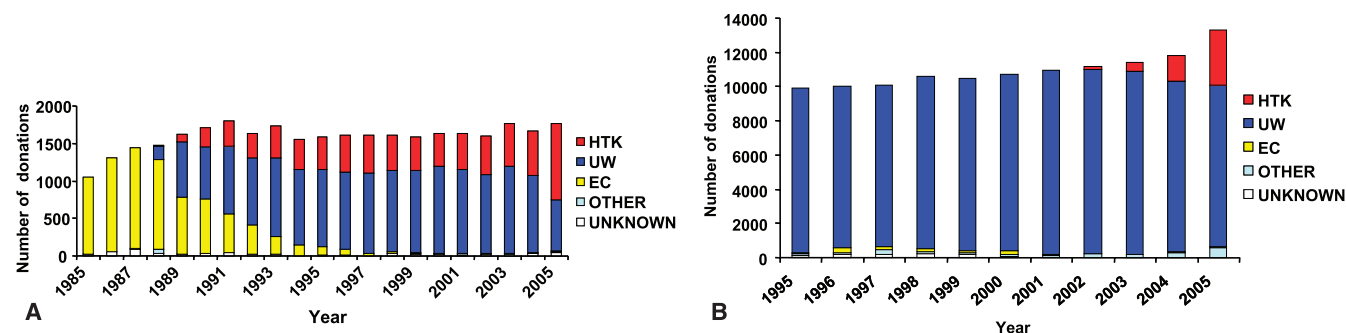 2000
1500
1000
500
0
Number of donations
1985
1987
1989
1991
1993
1995
1997
1999
2001
2003
2005
Year
HTK
UW
EC
OTHER
UNKNOWN
A
14000
12000
10000
8000
6000
4000
2000
0
Number of donations
1995
1996
1997
1998
1999
2000
2001
2002
2003
2004
2005
Year
HTK
UW
EC
OTHER
UNKNOWN
B